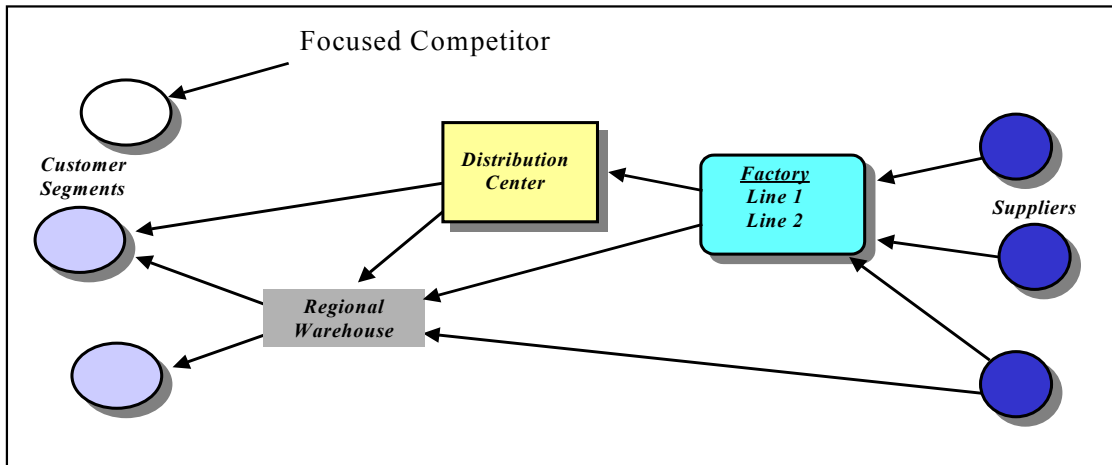 Focused Competitor
Customer
Segments
Distribution
Center
Factory
Line 1
Line 2
Suppliers
Regional
Warehouse